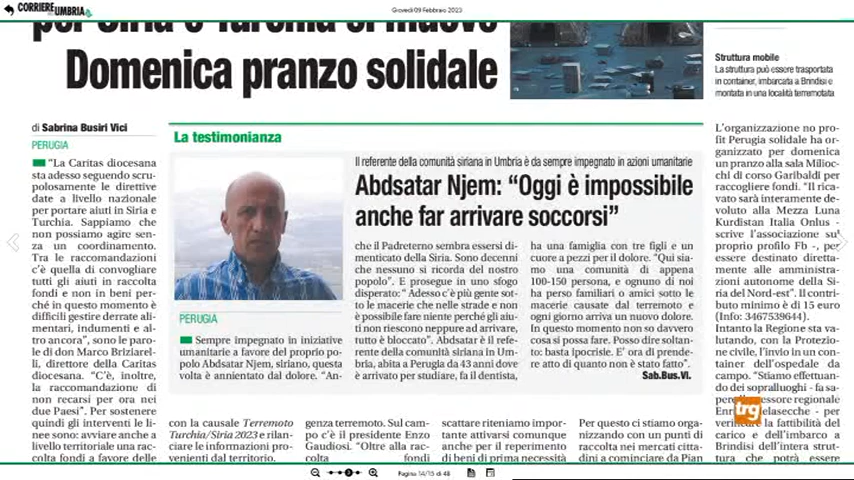 CORRIERE
DELL'UMBRIA
Giovedì 09 Febbraio 2023
per Siria e Turchia si muove
Domenica pranzo solidale
Struttura mobile
La struttura può essere trasportata
in container, imbarcata a Brindisi e
montata in una località terremotata
di Sabrina Busiri Vici
PERUGIA
"La Caritas diocesana
sta adesso seguendo scru-
polosamente le direttive
date a livello nazionale
per portare aiuti in Siria e
Turchia. Sappiamo che
non possiamo agire sen-
za un coordinamento.
Tra le raccomandazioni
c'è quella di convogliare
tutti gli aiuti in raccolta
fondi e non in beni per-
ché in questo momento è
difficili gestire derrate ali-
mentari, indumenti e al-
tro ancora", sono le paro-
le di don Marco Briziarel-
li, direttore della Caritas
diocesana. "C'è, inoltre,
la raccomandazione di
non recarsi per ora nei
due Paesi". Per sostenere
quindi gli interventi le li-
nee sono: avviare anche a
livello territoriale una rac-
colta fondi a favore delle
La testimonianza
Il referente della comunità siriana in Umbria è da sempre impegnato in azioni umanitarie
Abdsatar Njem: “Oggi è impossibile
anche far arrivare soccorsi”
PERUGIA
Sempre impegnato in iniziative
umanitarie a favore del proprio po-
polo Abdsatar Njem, siriano, questa
volta è annientato dal dolore. "An-
che il Padreterno sembra essersi di-
menticato della Siria. Sono decenni
che nessuno si ricorda del nostro
popolo". E prosegue in uno sfogo
disperato: " Adesso c'è più gente sot-
to le macerie che nelle strade e non
è possibile fare niente perché gli aiu-
ti non riescono neppure ad arrivare,
tutto è bloccato". Abdsatar è il refe-
rente della comunità siriana in Um-
bria, abita a Perugia da 43 anni dove
è arrivato per studiare, fa il dentista,
ha una famiglia con tre figli e un
cuore a pezzi per il dolore. "Qui sia-
mo una comunità di appena
100-150 persone, e ognuno di noi
ha perso familiari o amici sotto le
macerie causate dal terremoto e
ogni giorno arriva un nuovo dolore.
In questo momento non so davvero
cosa si possa fare. Posso dire soltan-
to: basta ipocrisie. E' ora di prende-
re atto di quanto non è stato fatto".
Sab.Bus.Vi.
L'organizzazione no pro-
fit Perugia solidale ha or-
ganizzato per domenica
un pranzo alla sala Milioc-
chi di corso Garibaldi per
raccogliere fondi. "Il rica-
vato sarà interamente de-
voluto alla Mezza Luna
Kurdistan Italia Onlus -
scrive l'associazione sul
proprio profilo Fb -, per
essere destinato diretta-
mente alle amministra-
zioni autonome della Si-
ria del Nord-est". Il contri-
buto minimo è di 15 euro
(Info: 3467539644).
Intanto la Regione sta va-
lutando, con la Protezio-
ne civile, l'invio in un con-
tainer dell'ospedale da
campo. "Stiamo effettuan-
do dei sopralluoghi - fa sa-
essore regionale
elasecche - per
la fattibilità del
carico e dell'imbarco a
Brindisi dell'intera strut-
tura che potrà essere
con la causale Terremoto
Turchia/Siria 2023 e rilan-
ciare le informazioni pro-
venienti dal territorio.
genza terremoto. Sul cam-
po c'è il presidente Enzo
Gaudiosi. "Oltre alla rac-
colta fondi
scattare riteniamo impor-
tante attivarsi comunque
anche per il reperimento
di beni di prima necessità
Per questo ci stiamo orga-
nizzando con un punti di
raccolta nei mercati citta-
dini a cominciare da Pian
trg
Pagina 14/15 di 48